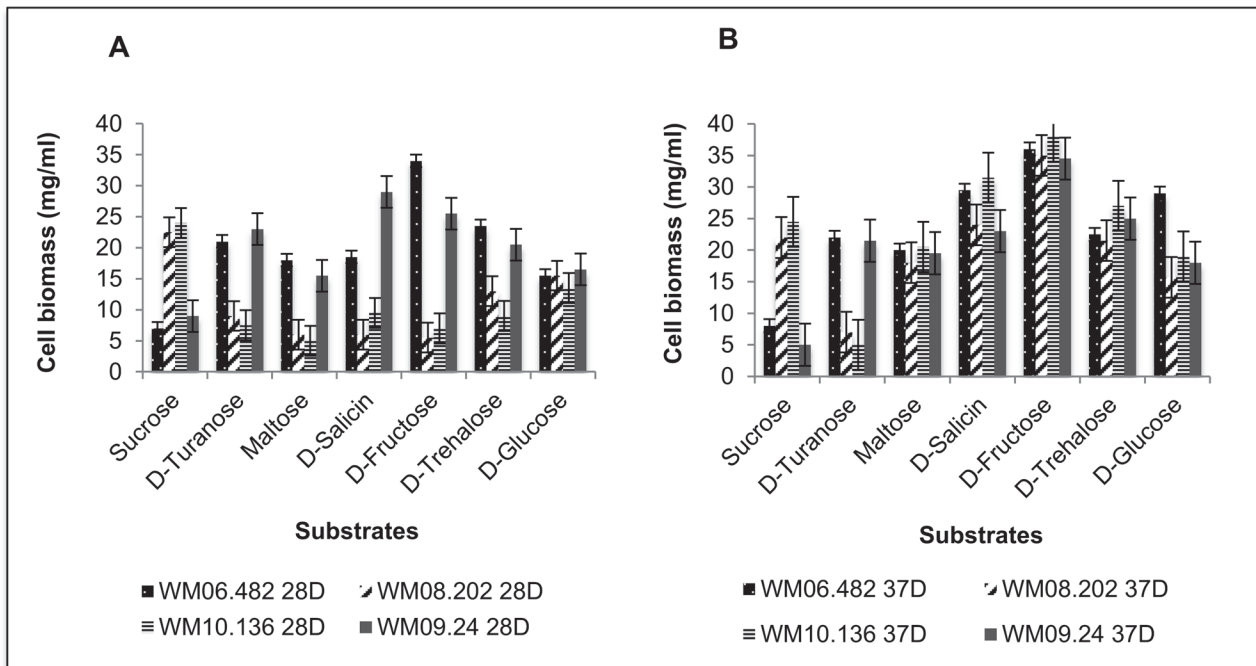 A
Cell biomass (mg/ml)
40
35
30
25
20
15
10
5
0
Sucrose
D-Turanose
Maltose
D-Salicin
D-Fructose
D-Trehalose
D-Glucose
Substrates
WM06.482 28D
WM08.202 28D
WM10.136 28D
WM09.24 28D
B
Cell biomass (mg/ml)
40
35
30
25
20
15
10
5
0
Sucrose
D-Turanose
Maltose
D-Salicin
D-Fructose
D-Trehalose
D-Glucose
Substrates
WM06.482 37D
WM08.202 37D
WM10.136 37D
WM09.24 37D